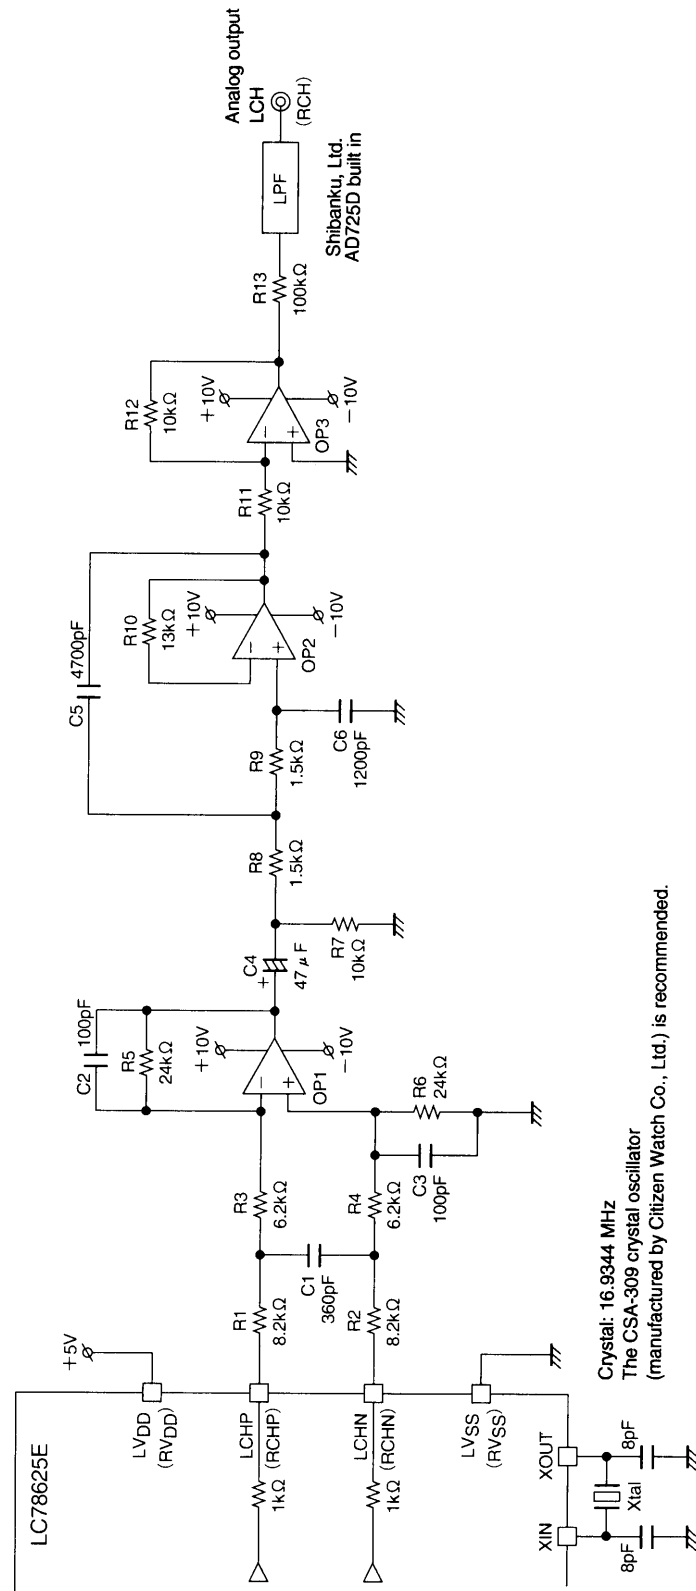 LC78625E
+5V
LVDD
(RVDD)
LCHP
(RCHP)
1kΩ
LCHN
(RCHN)
1kΩ
LVSS
(RVSS)
XIN
XOUT
8pF
Xtal
8pF
R1
8.2kΩ
C1
360pF
R2
8.2kΩ
R3
6.2kΩ
R4
6.2kΩ
C3
100pF
R6
24kΩ
C2
100pF
R5
24kΩ
+10V
−
+
OP1
−10V
+
C4
47 μF
R7
10kΩ
R8
1.5kΩ
R9
1.5kΩ
C6
1200pF
C5
4700pF
R10
13kΩ
+10V
−
+
OP2
−10V
R11
10kΩ
R12
10kΩ
+10V
−
+
OP3
−10V
R13
100kΩ
LPF
Shibanku, Ltd.
AD725D built in
Analog output
LCH
(RCH)
Crystal: 16.9344 MHz
The CSA-309 crystal oscillator
(manufactured by Citizen Watch Co., Ltd.) is recommended.